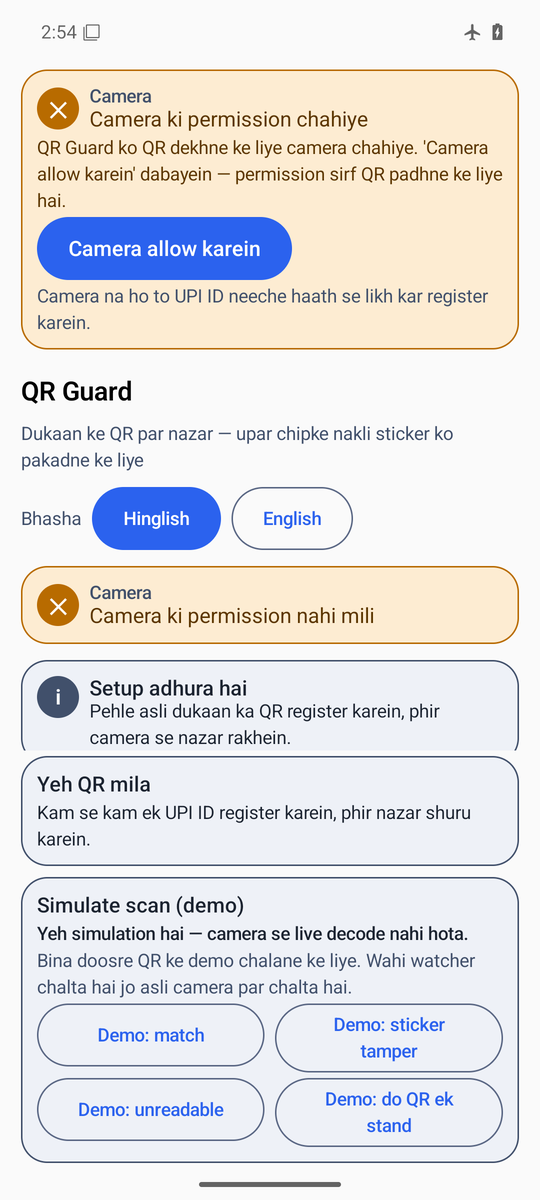 2:54
Camera
Camera ki permission chahiye
QR Guard ko QR dekhne ke liye camera chahiye. 'Camera
allow karein' dabayein — permission sirf QR padhne ke liye
hai.
Camera allow karein
Camera na ho to UPI ID neeche haath se likh kar register
karein.
QR Guard
Dukaan ke QR par nazar — upar chipke nakli sticker ko
pakadne ke liye
Bhasha Hinglish English
Camera
Camera ki permission nahi mili
i Setup adhura hai
Pehle asli dukaan ka QR register karein, phir
camera se nazar rakhein.
Yeh QR mila
Kam se kam ek UPI ID register karein, phir nazar shuru
karein.
Simulate scan (demo)
Yeh simulation hai — camera se live decode nahi hota.
Bina doosre QR ke demo chalane ke liye. Wahi watcher
chalta hai jo asli camera par chalta hai.
Demo: match
Demo: sticker
tamper
Demo: unreadable
Demo: do QR ek
stand